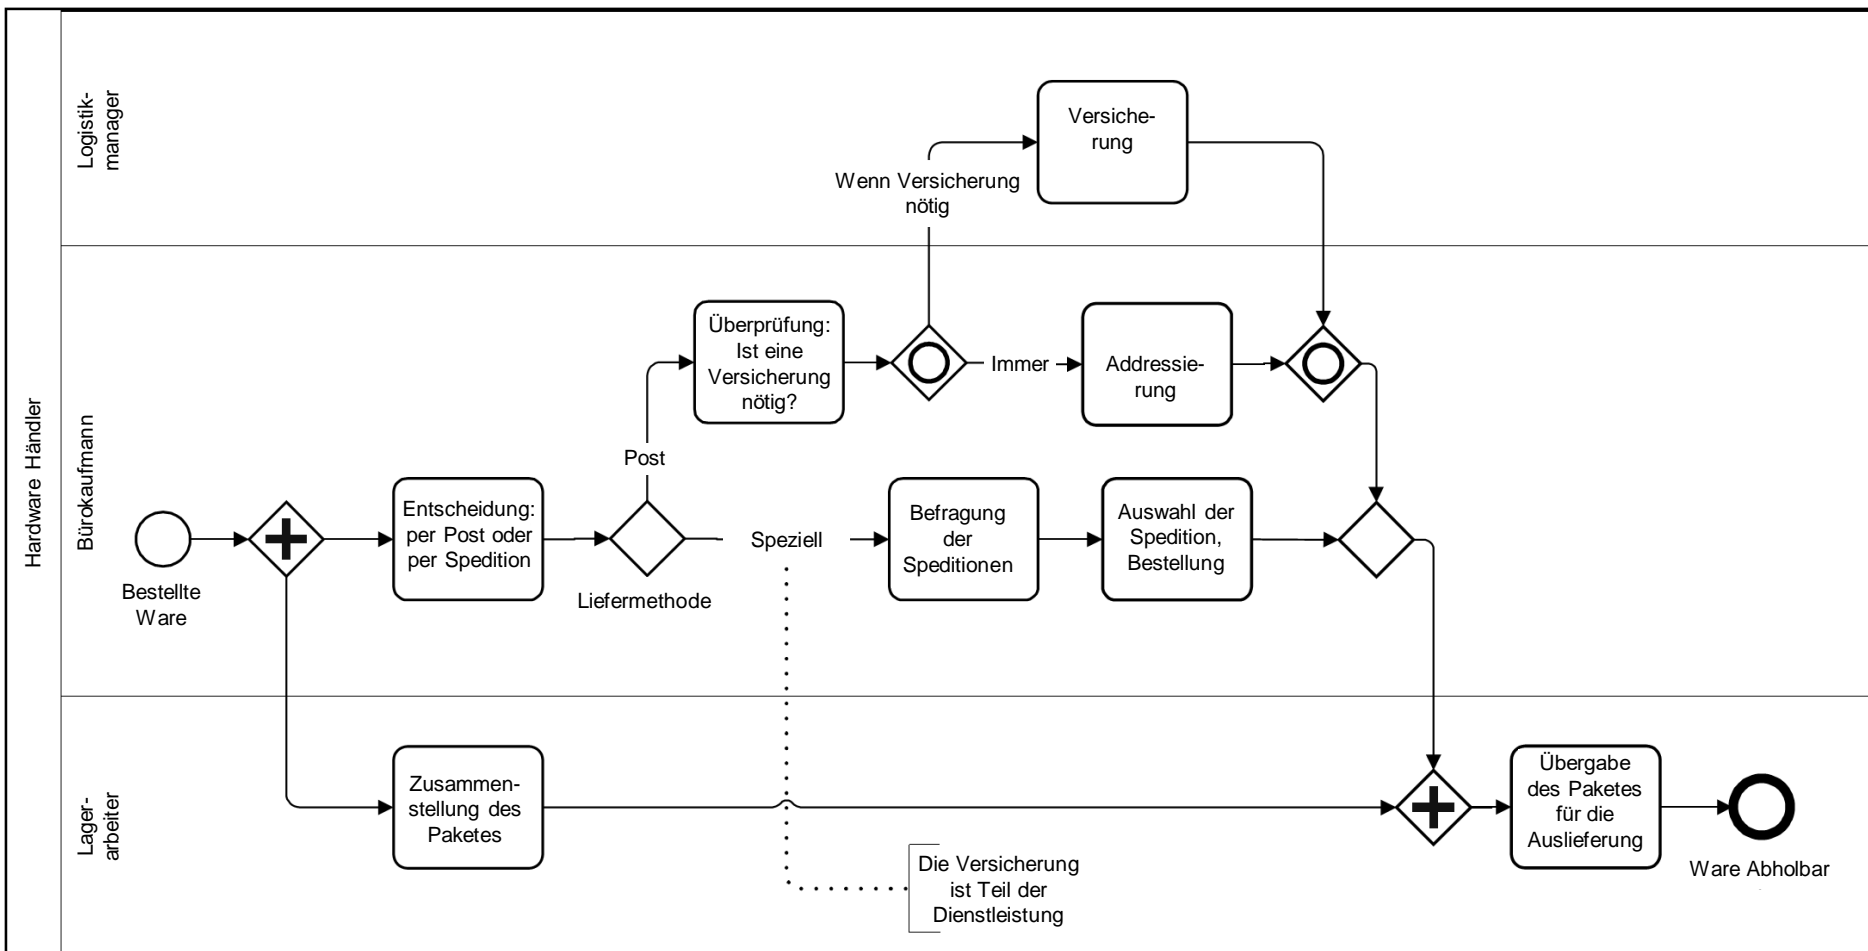 Hardware Händler
Logistik-
manager
Versiche-
rung
Wenn Versicherung
nötig
Bürokaufmann
Überprüfung:
Ist eine
Versicherung
nötig?
Immer
Addressie-
rung
Post
Bestellte
Ware
Entscheidung:
per Post oder
per Spedition
Liefermethode
Speziell
Befragung
der
Speditionen
Auswahl der
Spedition,
Bestellung
Lager-
arbeiter
Zusammen-
stellung des
Paketes
Die Versicherung
ist Teil der
Dienstleistung
Übergabe
des Paketes
für die
Auslieferung
Ware Abholbar